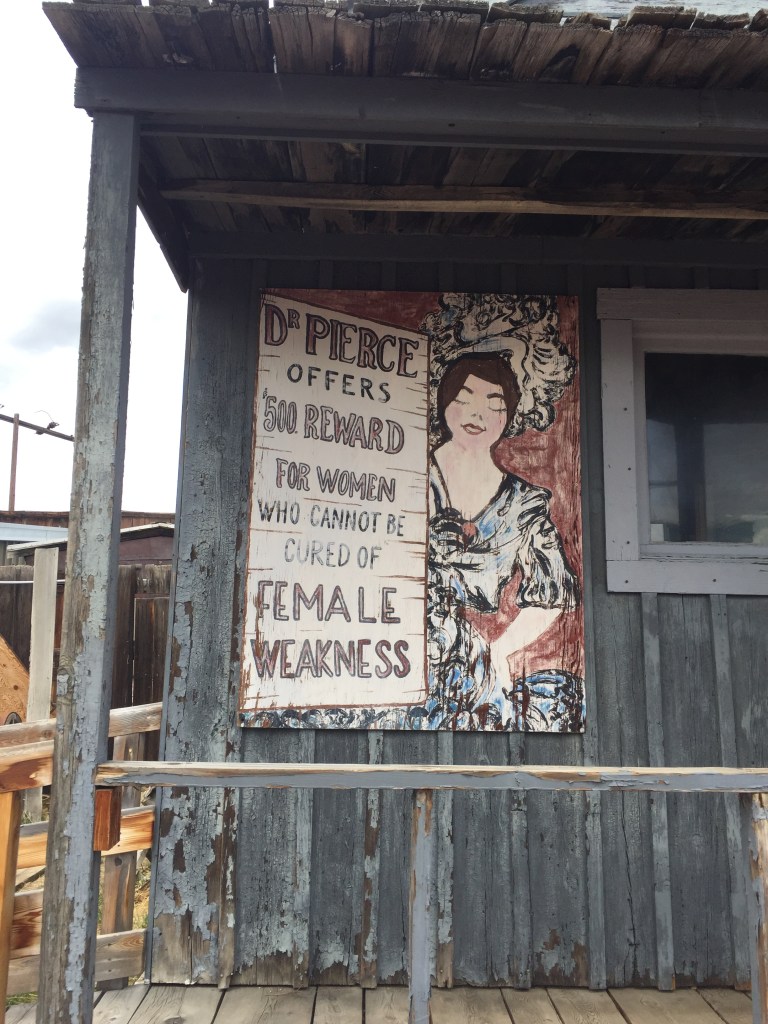 DR PIERCE
OFFERS
$500. REWARD
FOR WOMEN
WHO CANNOT BE
CURED OF
FEMALE
WEAKNESS